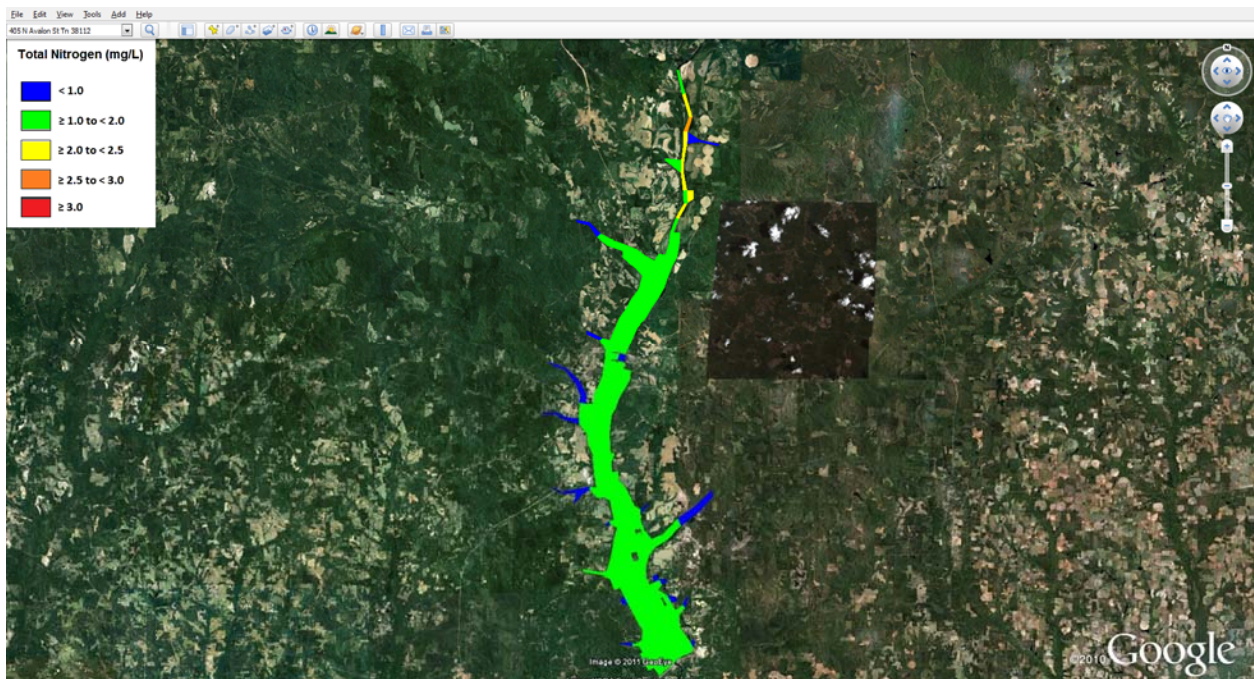 File Edit View Tools Add Help
405 N Avalon St Tn 38112
Total Nitrogen (mg/L)
< 1.0
≥ 1.0 to < 2.0
≥ 2.0 to < 2.5
≥ 2.5 to < 3.0
≥ 3.0
N
Image © 2011 GeoEye
©2010 Google